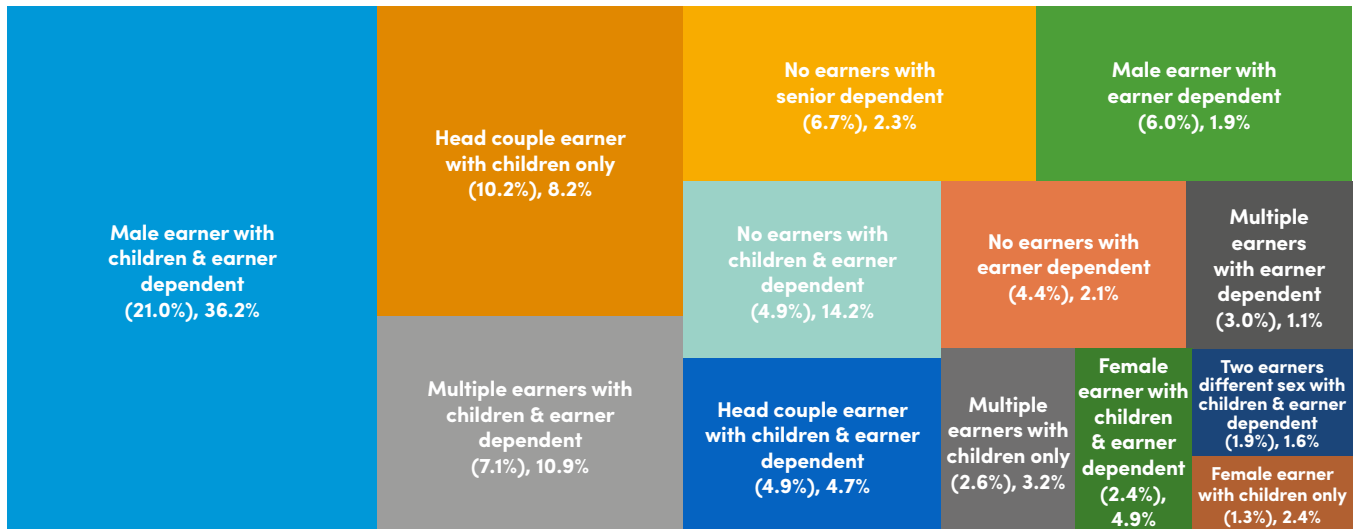 Male earner with
children & earner
dependent
(21.0%), 36.2%
Head couple earner
with children only
(10.2%), 8.2%
Multiple earners with
children & earner
dependent
(7.1%), 10.9%
No earners with
senior dependent
(6.7%), 2.3%
Male earner with
earner dependent
(6.0%), 1.9%
No earners with
children & earner
dependent
(4.9%), 14.2%
No earners with
earner dependent
(4.4%), 2.1%
Multiple
earners
with earner
dependent
(3.0%), 1.1%
Head couple earner
with children & earner
dependent
(4.9%), 4.7%
Multiple
earners with
children only
(2.6%), 3.2%
Female
earner with
children
& earner
dependent
(2.4%),
4.9%
Two earners
different sex with
children & earner
dependent
(1.9%), 1.6%
Female earner
with children only
(1.3%), 2.4%